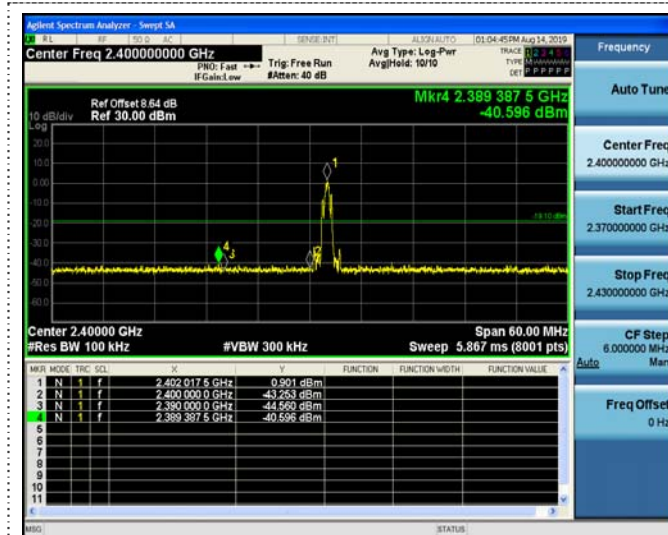 Agilent Spectrum Analyzer - Swept SA
RL RF 50 Ω AC SENSE:INT ALIGN AUTO 01:04:45 PM Aug 14, 2019
Center Freq 2.400000000 GHz
PNO: Fast
IFGain:Low
Trig: Free Run
#Atten: 40 dB
Avg Type: Log-Pwr
Avg|Hold: 10/10
TRACE 1 2 3 4 5 6
TYPE
DET P P P P P P
Mkr4 2.389 387 5 GHz
-40.596 dBm
Ref Offset 8.64 dB
Ref 30.00 dBm
10 dB/div
Log
20.0
10.0
0.00
-10.0
-20.0
-30.0
-40.0
-50.0
-60.0
1
-19.10 dBm
4
3
2
Center 2.40000 GHz
Span 60.00 MHz
#Res BW 100 kHz
#VBW 300 kHz
Sweep 5.867 ms (8001 pts)
MKR MODE TRC SCL X Y FUNCTION FUNCTION WIDTH FUNCTION VALUE
1 N 1 f 2.402 017 5 GHz 0.901 dBm
2 N 1 f 2.400 000 0 GHz -43.253 dBm
3 N 1 f 2.390 000 0 GHz -44.560 dBm
4 N 1 f 2.389 387 5 GHz -40.596 dBm
5
6
7
8
9
10
11
MSG
STATUS
Frequency
Auto Tune
Center Freq
2.400000000 GHz
Start Freq
2.370000000 GHz
Stop Freq
2.430000000 GHz
CF Step
6.000000 MHz
Auto Man
Freq Offset
0 Hz